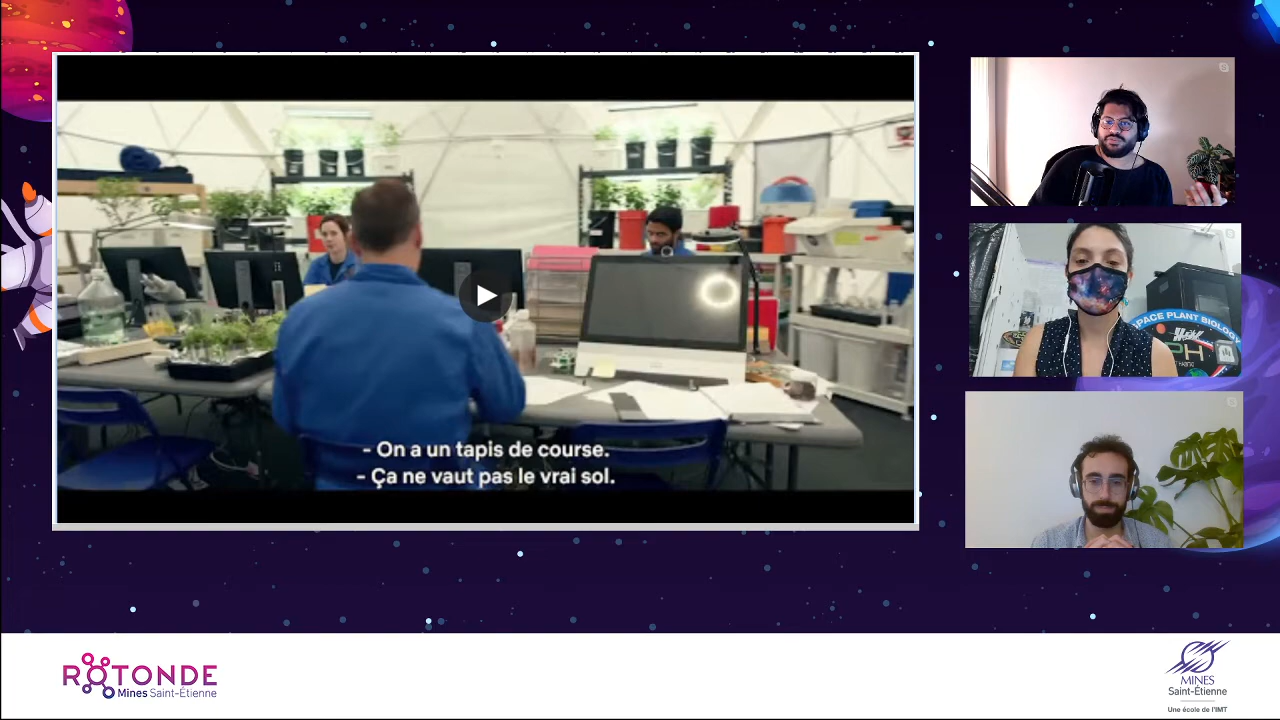 - On a un tapis de course.
- Ça ne vaut pas le vrai sol.
SPACE PLANT BIOLOGY
ROTONDE
Mines Saint-Étienne
MINES
Saint-Étienne
Une école de l'IMT